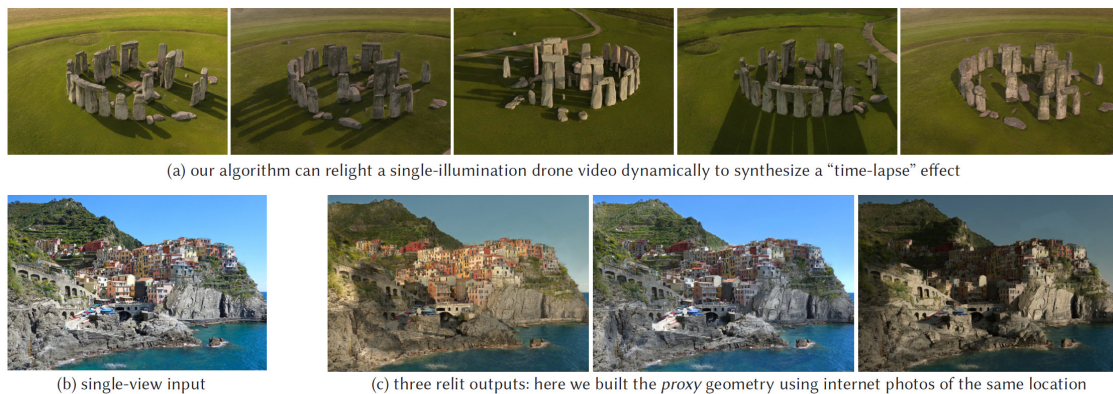 (a) our algorithm can relight a single-illumination drone video dynamically to synthesize a “time-lapse” effect
(b) single-view input
(c) three relit outputs: here we built the proxy geometry using internet photos of the same location